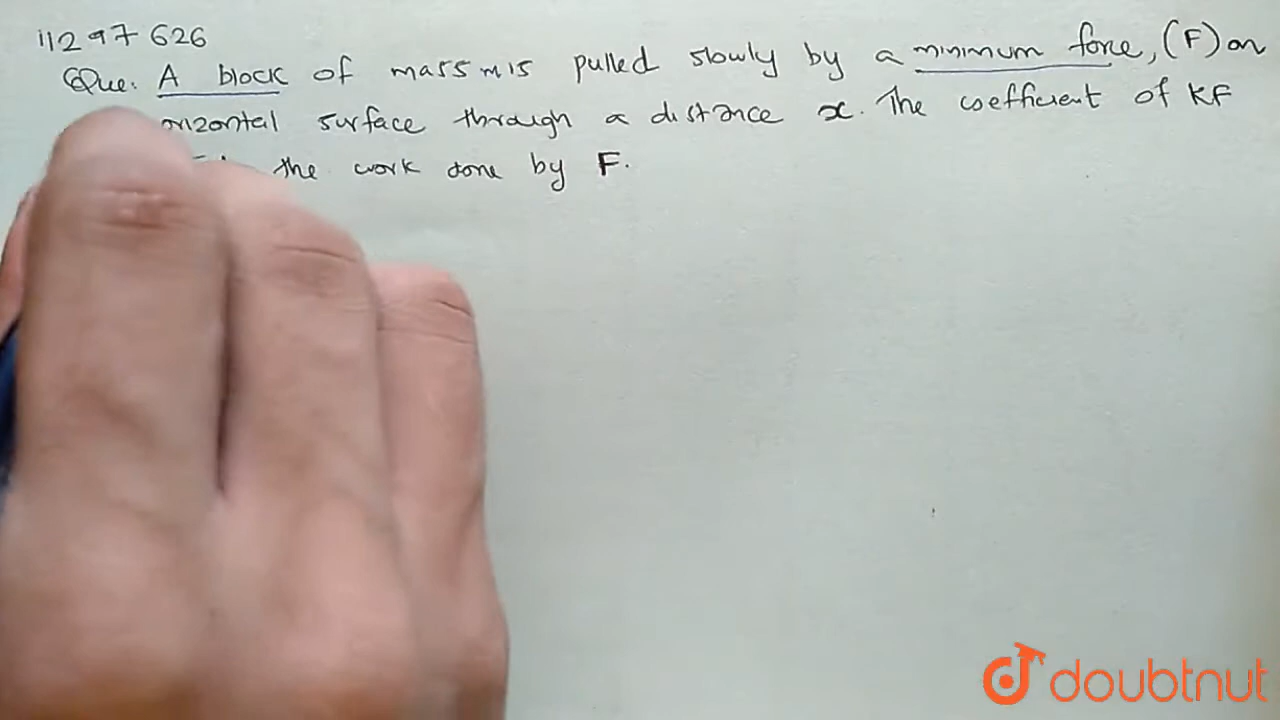 11297626
Que. A block of mass m is pulled slowly by a minimum force, (F) on
orizontal surface through a distance x. The coefficient of KF
the work done by F.
doubtnut